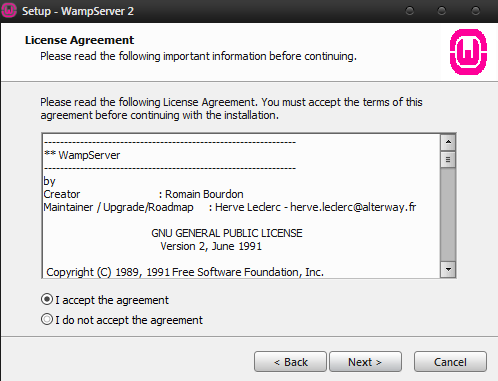 Setup - WampServer 2
License Agreement
Please read the following important information before continuing.
Please read the following License Agreement. You must accept the terms of this
agreement before continuing with the installation.
------------------------------------------------------------
** WampServer
------------------------------------------------------------
by
Creator : Romain Bourdon
Maintainer / Upgrade/Roadmap : Herve Leclerc - herve.leclerc@alterway.fr
GNU GENERAL PUBLIC LICENSE
Version 2, June 1991
Copyright (C) 1989, 1991 Free Software Foundation, Inc.
I accept the agreement
I do not accept the agreement
< Back Next > Cancel